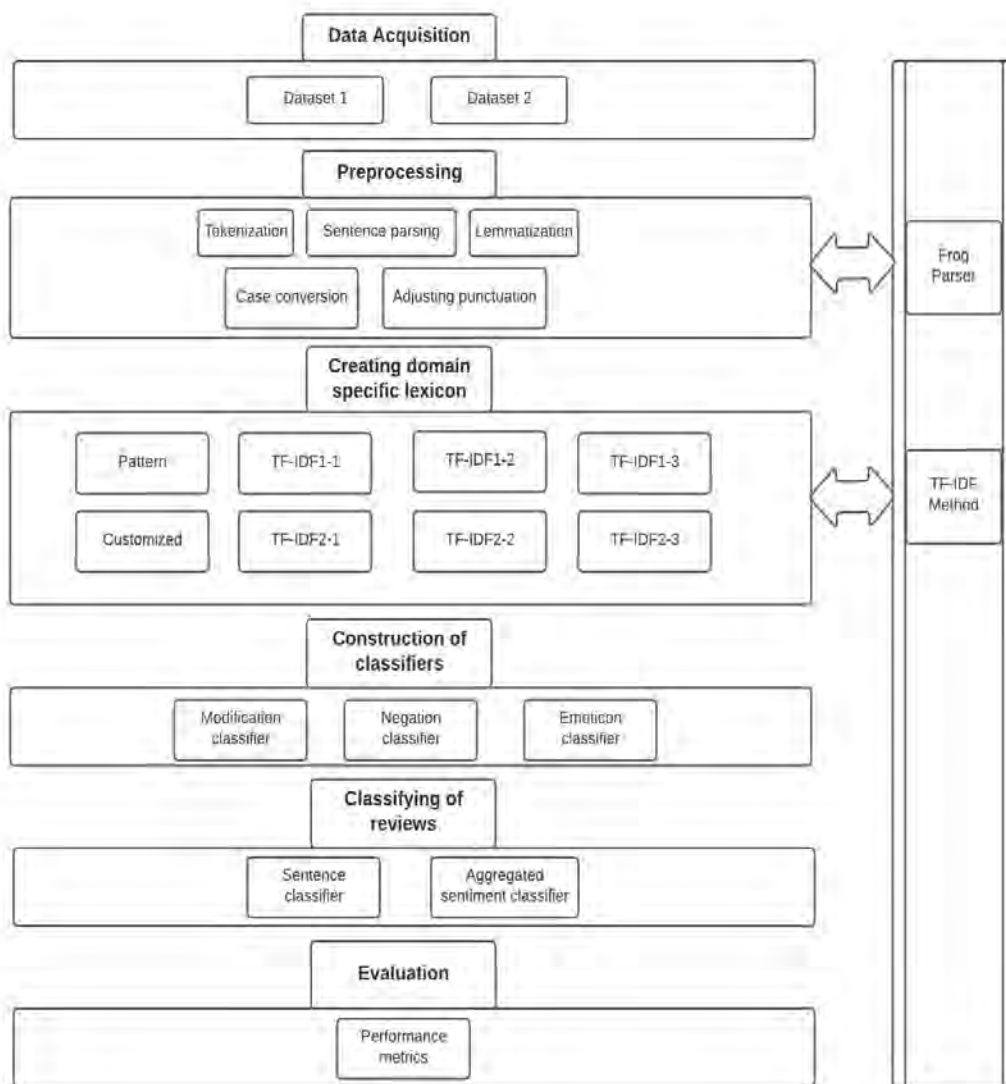 Data Acquisition
Dataset 1
Dataset 2
Preprocessing
Tokenization
Sentence parsing
Lemmatization
Case conversion
Adjusting punctuation
Frog
Parser
Creating domain
specific lexicon
Pattern
TF-IDF1-1
TF-IDF1-2
TF-IDF1-3
Customized
TF-IDF2-1
TF-IDF2-2
TF-IDF2-3
TF-IDF
Method
Construction of
classifiers
Modification
classifier
Negation
classifier
Emoticon
classifier
Classifying of
reviews
Sentence
classifier
Aggregated
sentiment classifier
Evaluation
Performance
metrics